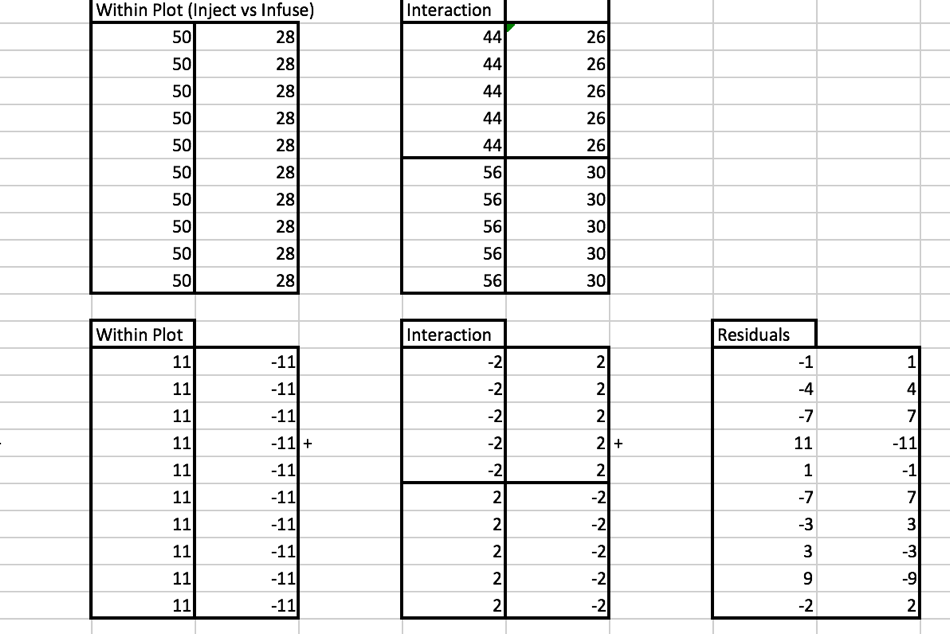 Within Plot (Inject vs Infuse) Interaction
50 28 44 26
50 28 44 26
50 28 44 26
50 28 44 26
50 28 44 26
50 28 56 30
50 28 56 30
50 28 56 30
50 28 56 30
50 28 56 30
Within Plot Interaction Residuals
11 -11 -2 2 -1 1
11 -11 -2 2 -4 4
11 -11 -2 2 -7 7
11 -11 + -2 2 + 11 -11
11 -11 -2 2 1 -1
11 -11 2 -2 -7 7
11 -11 2 -2 -3 3
11 -11 2 -2 3 -3
11 -11 2 -2 9 -9
11 -11 2 -2 -2 2